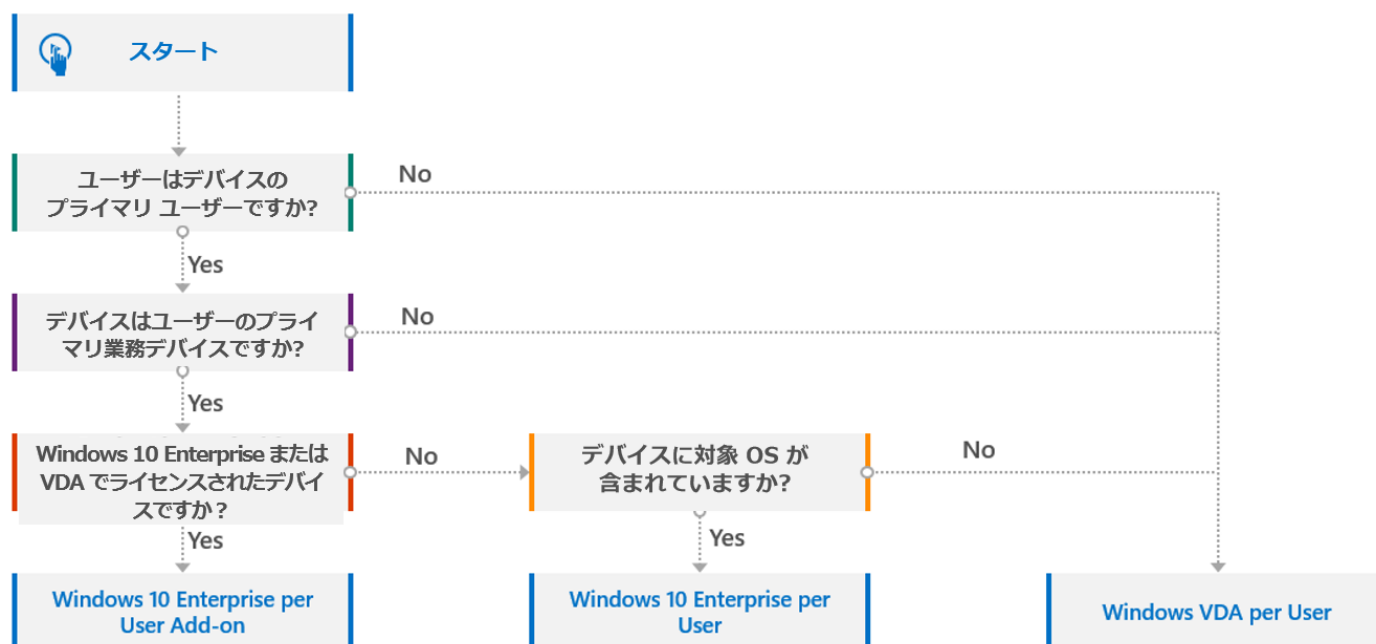 スタート
ユーザーはデバイスの
プライマリ ユーザーですか?
No
Yes
デバイスはユーザーのプライ
マリ業務デバイスですか?
No
Yes
Windows 10 Enterprise または
VDA でライセンスされたデバイ
スですか？
No
Yes
デバイスに対象 OS が
含まれていますか?
No
Yes
Windows 10 Enterprise per
User Add-on
Windows 10 Enterprise per
User
Windows VDA per User